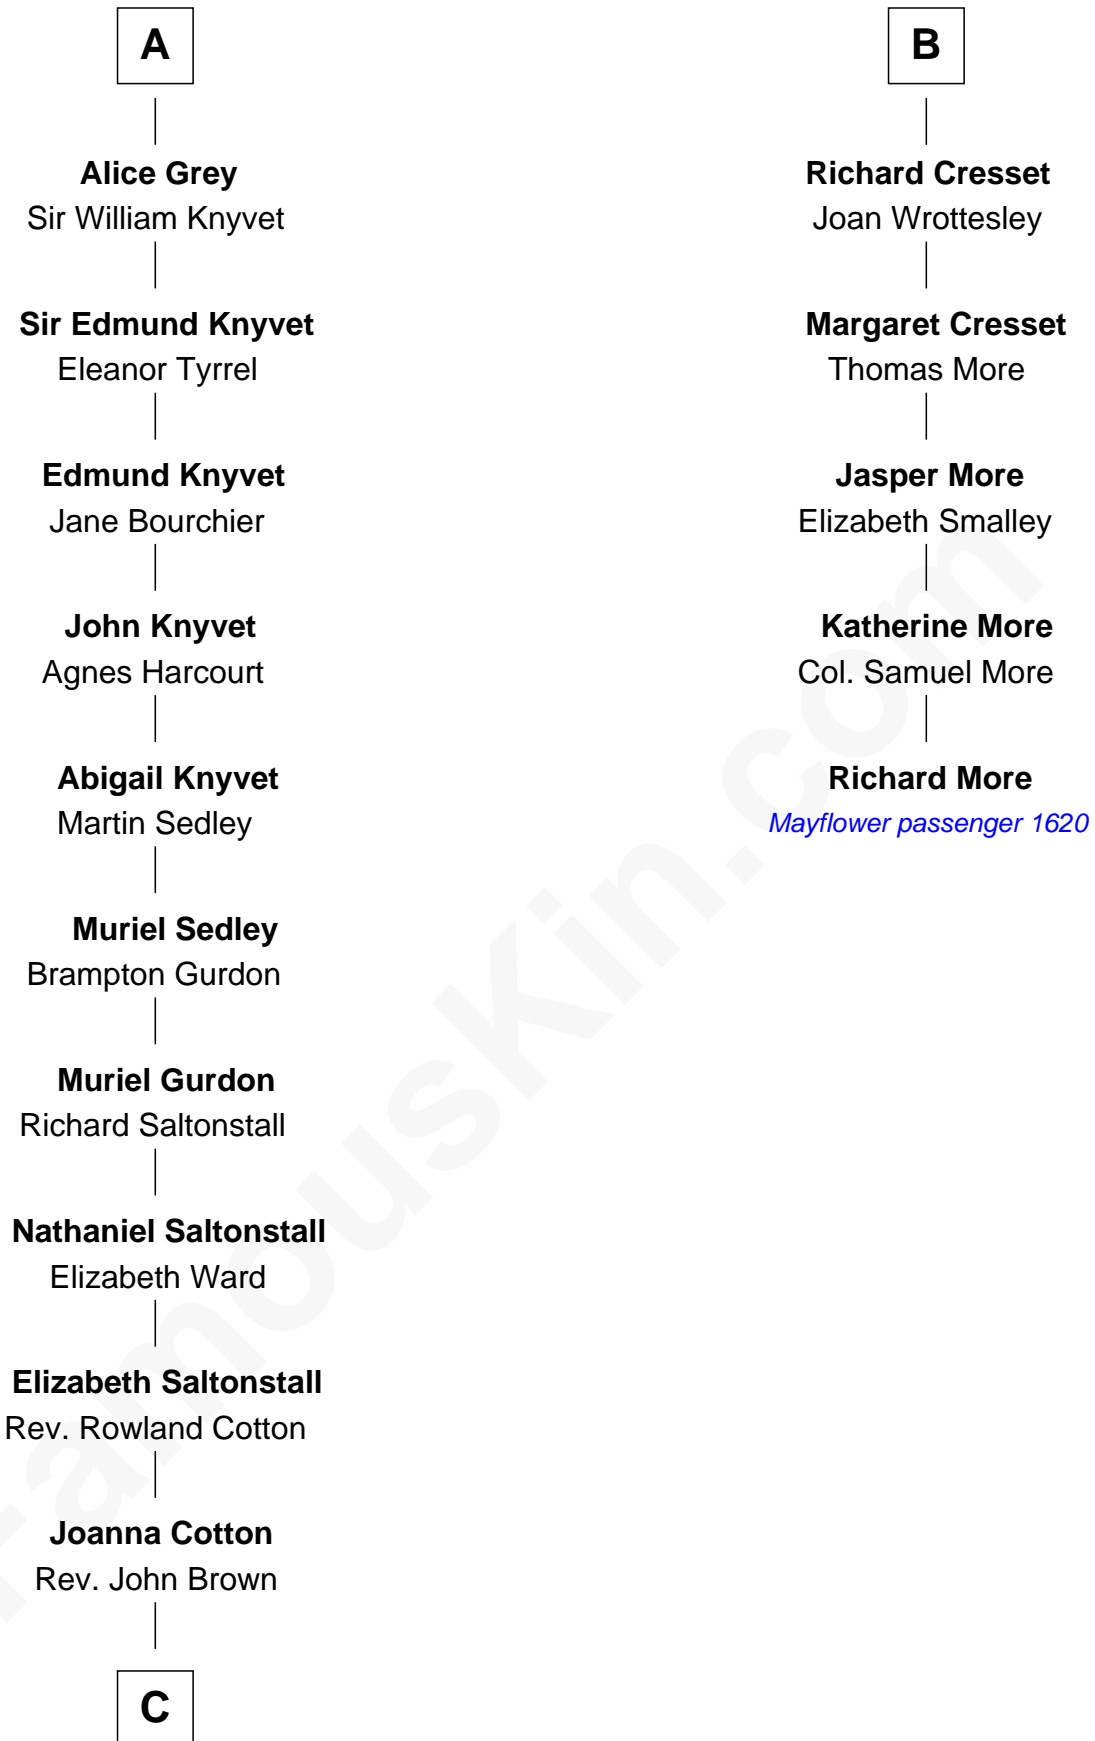 A
Alice Grey
Sir William Knyvet
Sir Edmund Knyvet
Eleanor Tyrrel
Edmund Knyvet
Jane Bourchier
John Knyvet
Agnes Harcourt
Abigail Knyvet
Martin Sedley
Muriel Sedley
Brampton Gurdon
Muriel Gurdon
Richard Saltonstall
Nathaniel Saltonstall
Elizabeth Ward
Elizabeth Saltonstall
Rev. Rowland Cotton
Joanna Cotton
Rev. John Brown
C
B
Richard Cresset
Joan Wrottesley
Margaret Cresset
Thomas More
Jasper More
Elizabeth Smalley
Katherine More
Col. Samuel More
Richard More
Mayflower passenger 1620
FamousKin.com